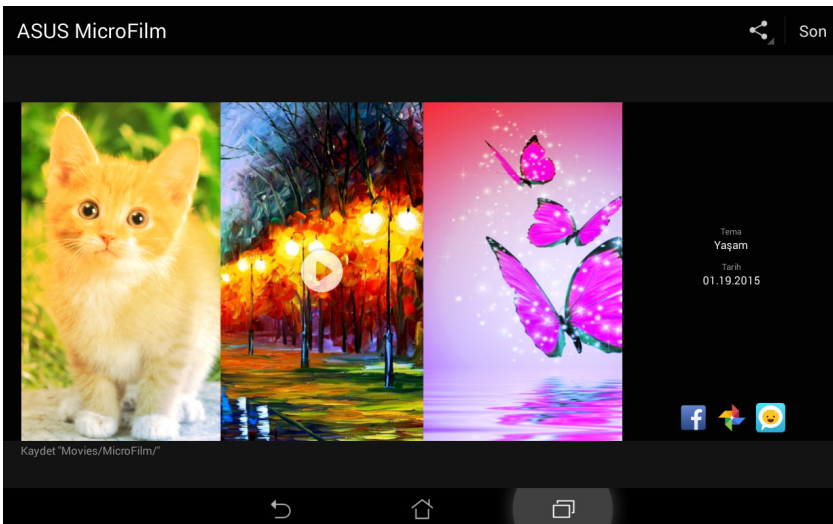 ASUS MicroFilm
Son
Tema
Yaşam
Tarih
01.19.2015
Kaydet "Movies/MicroFilm/"